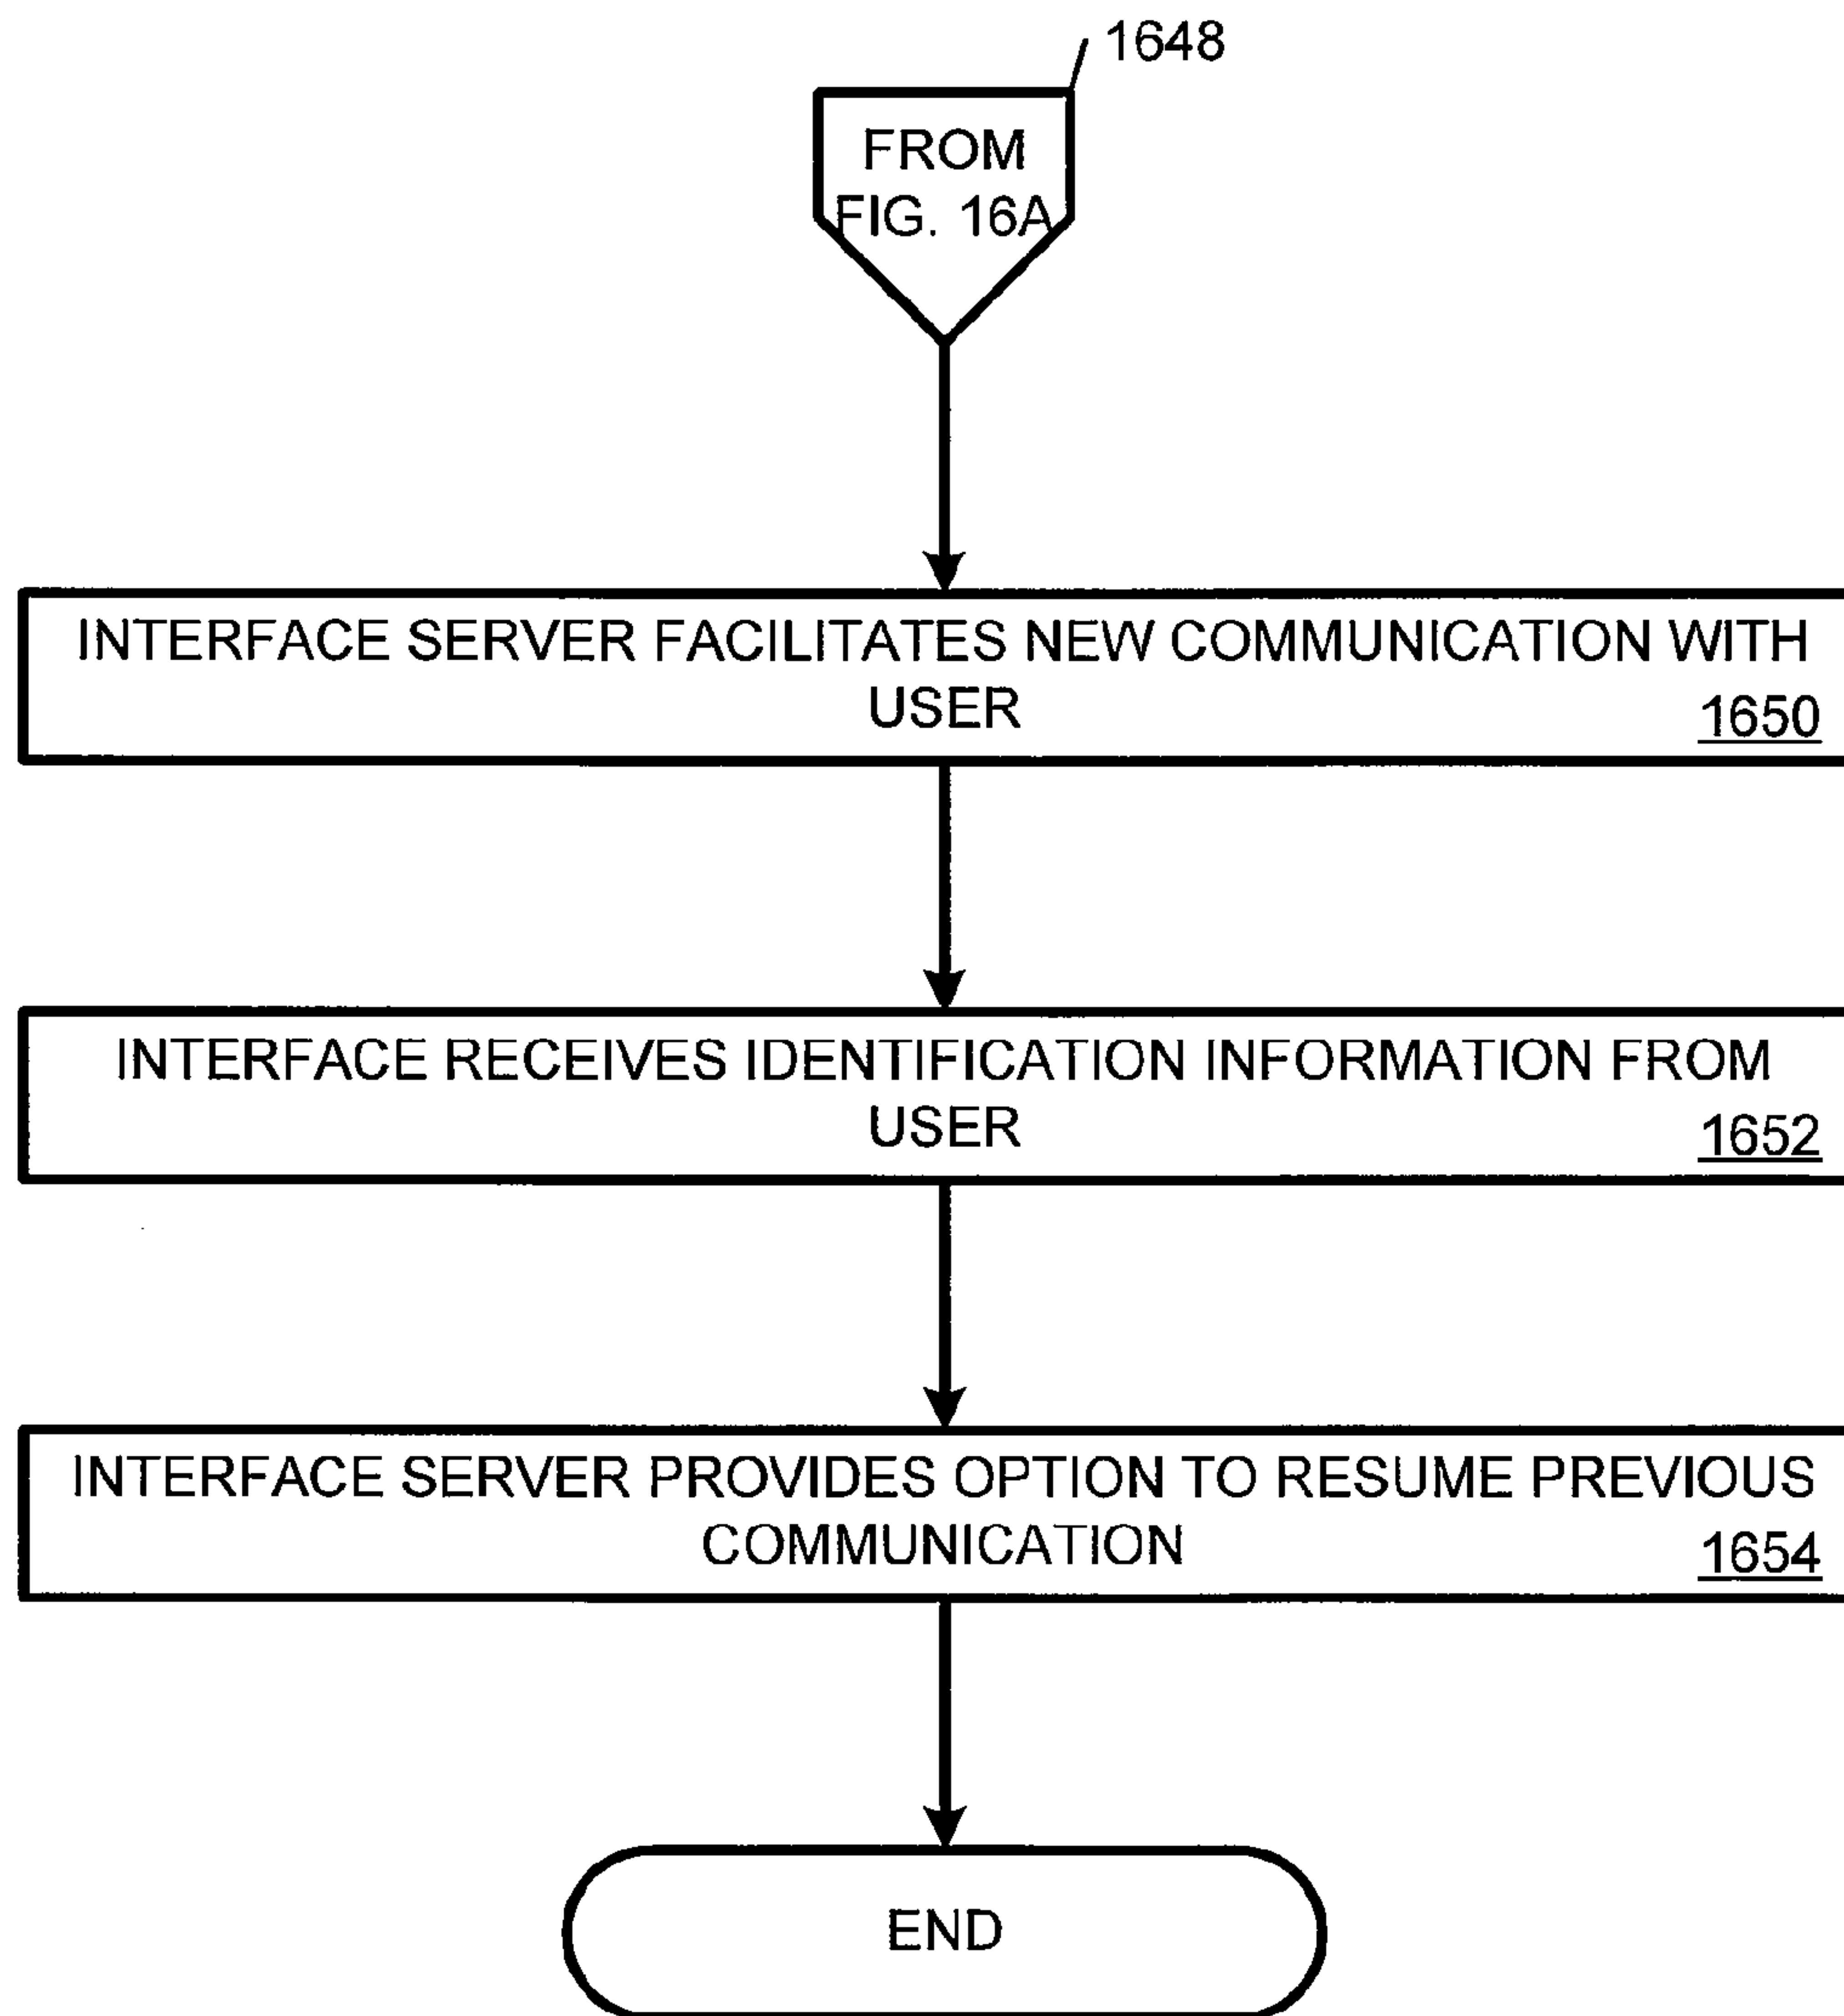 1648
FROM
FIG. 16A
INTERFACE SERVER FACILITATES NEW COMMUNICATION WITH
USER
1650
INTERFACE RECEIVES IDENTIFICATION INFORMATION FROM
USER
1652
INTERFACE SERVER PROVIDES OPTION TO RESUME PREVIOUS
COMMUNICATION
1654
END